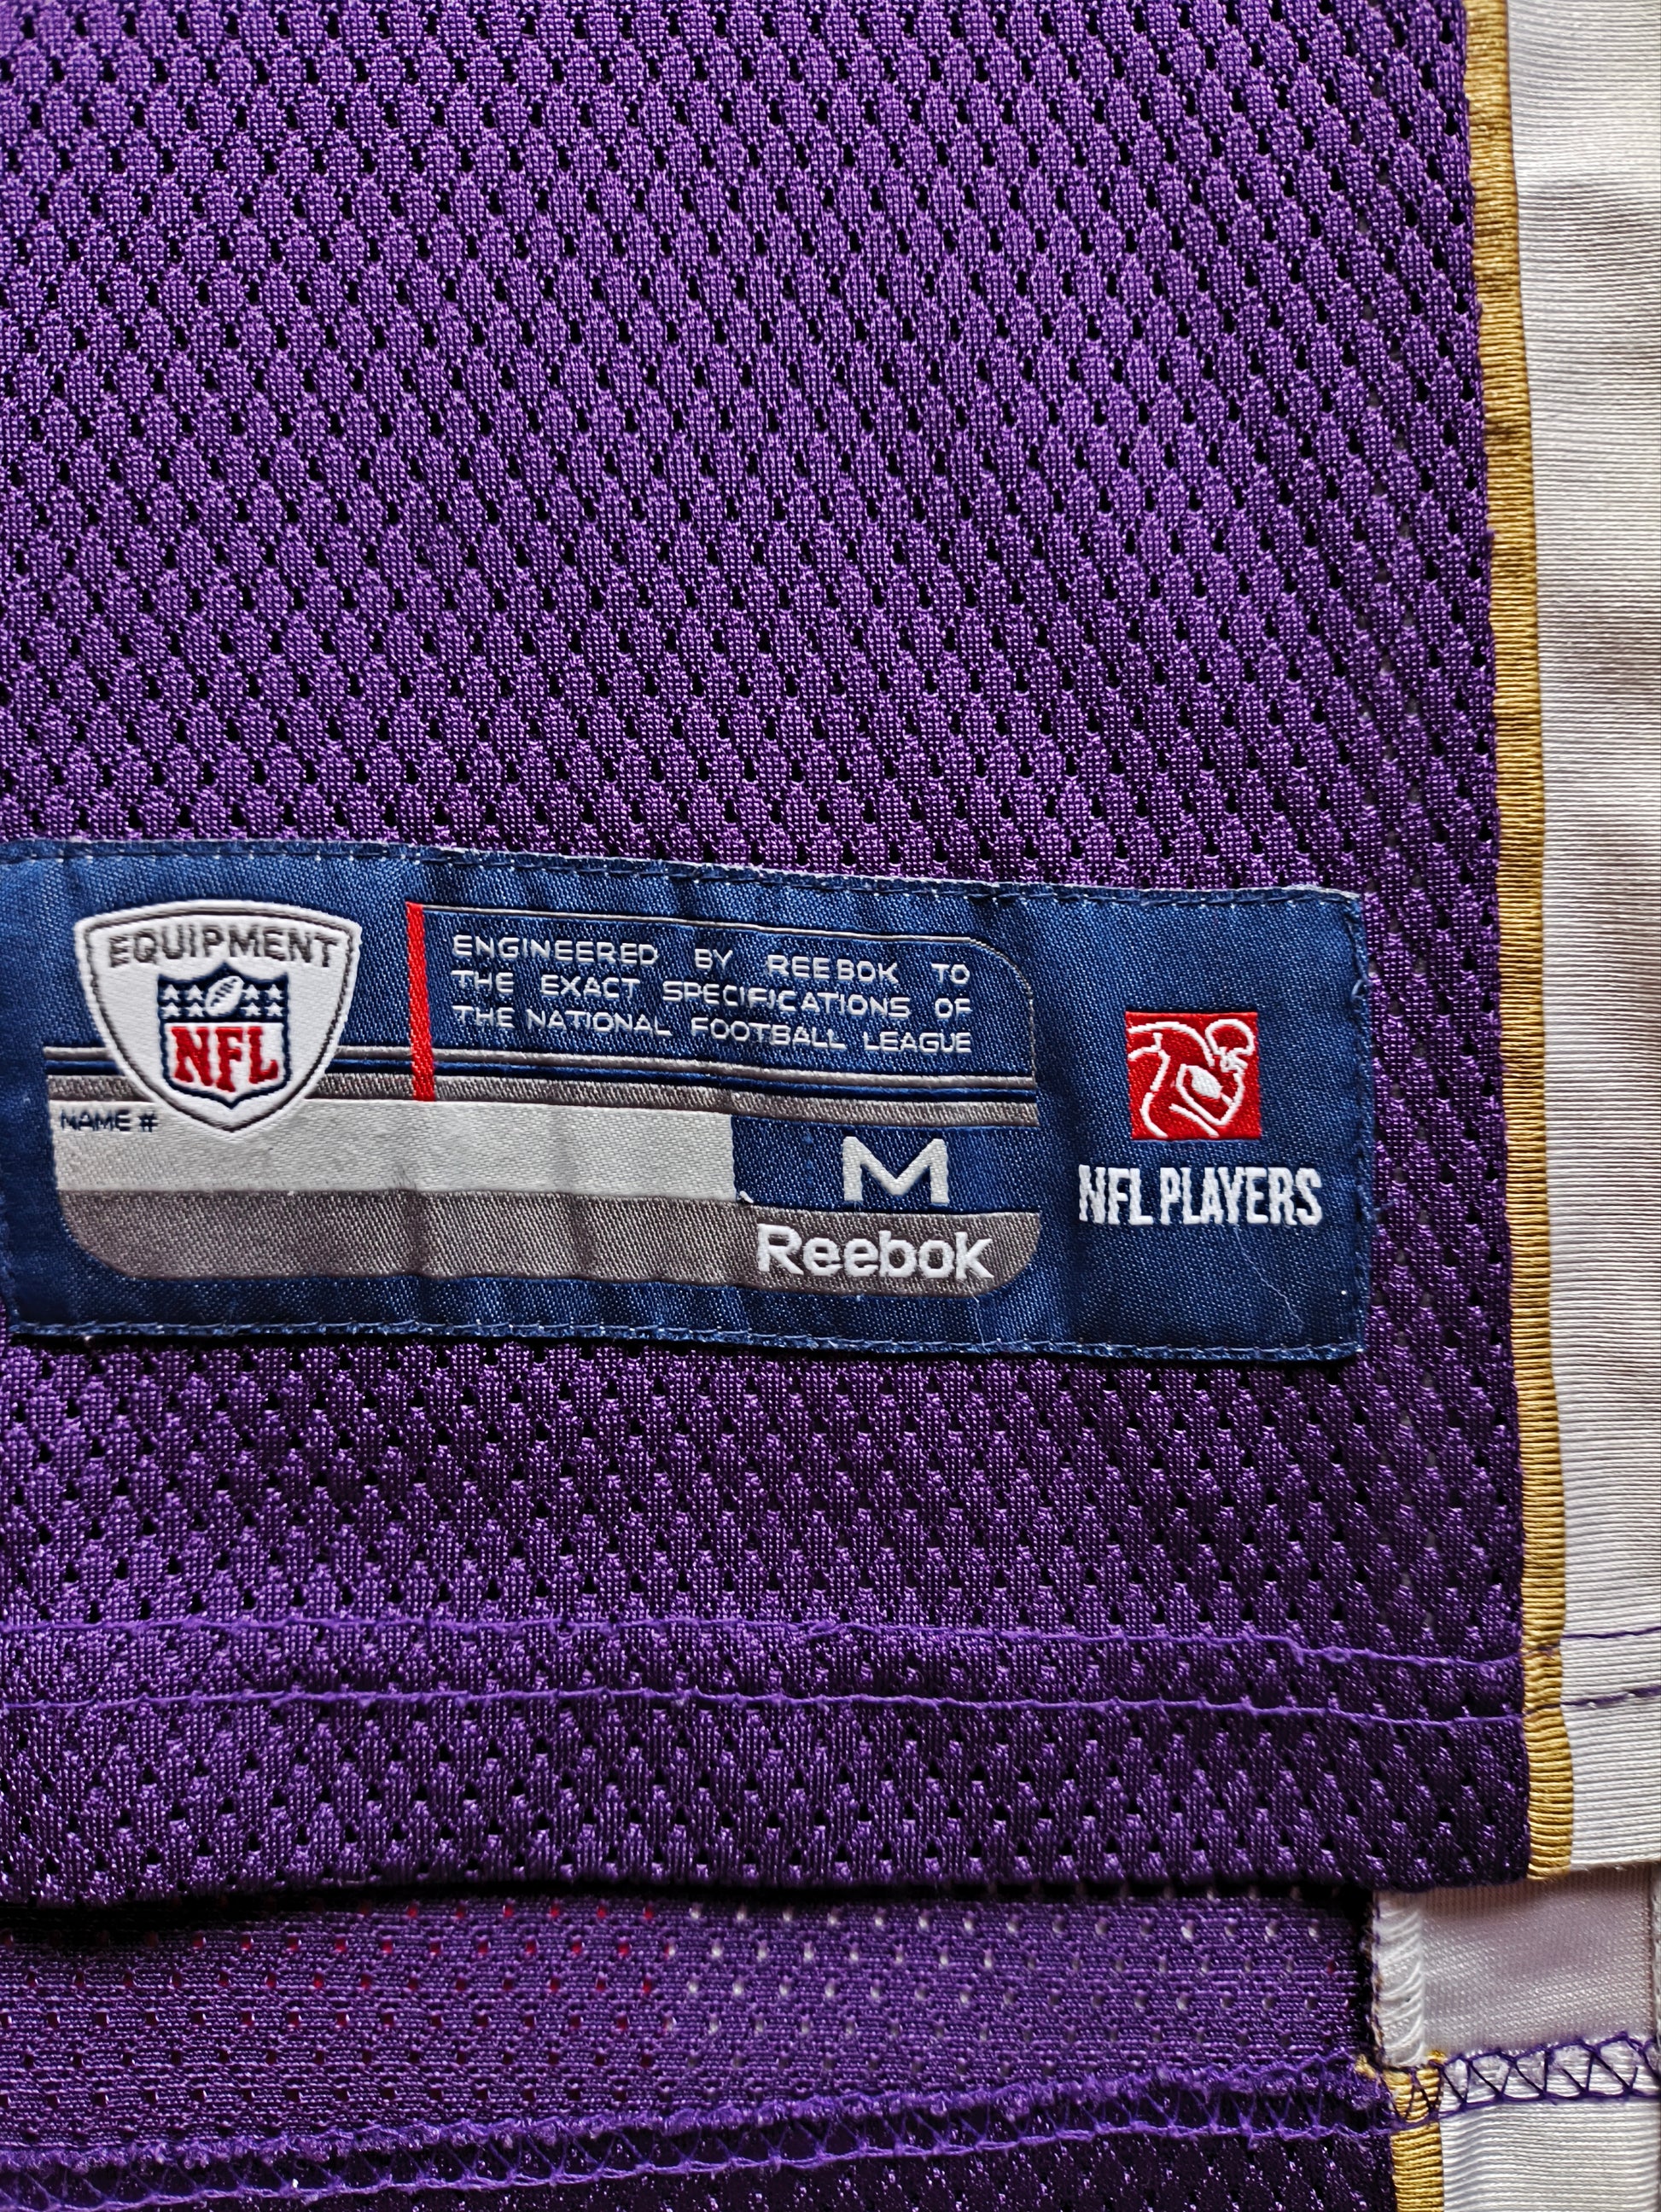 EQUIPMENT
NFL
ENGINEERED BY REEBOK TO
THE EXACT SPECIFICATIONS OF
THE NATIONAL FOOTBALL LEAGUE
NAME #
M
Reebok
NFL PLAYERS